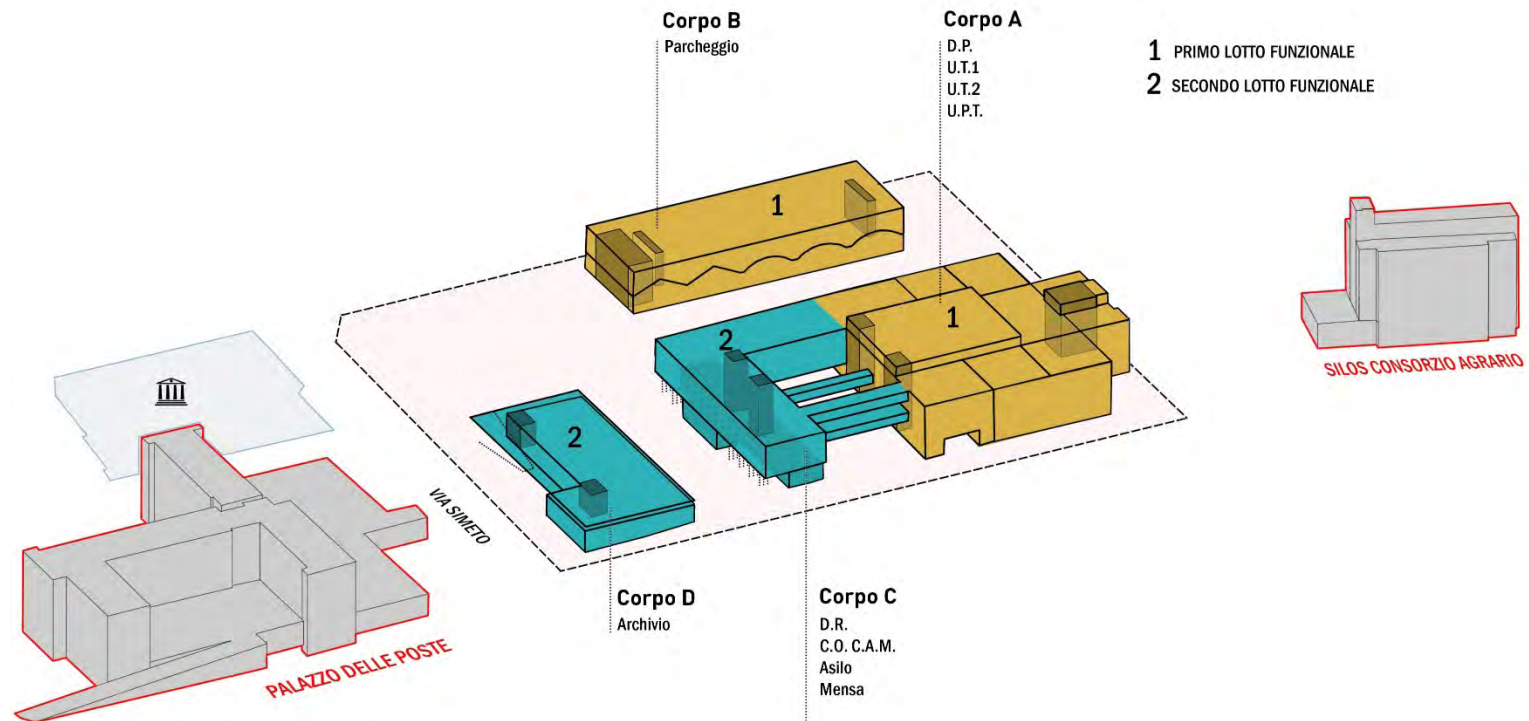 Corpo B
Parcheggio
Corpo A
D.P.
U.T.1
U.T.2
U.P.T.
1 PRIMO LOTTO FUNZIONALE
2 SECONDO LOTTO FUNZIONALE
1
1
2
2
SILOS CONSORZIO AGRARIO
VIA SIMETO
PALAZZO DELLE POSTE
Corpo D
Archivio
Corpo C
D.R.
C.O. C.A.M.
Asilo
Mensa